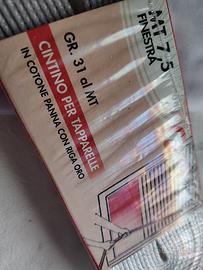 MT 7,5
FINESTRA
GR. 31 al MT
CINTINO PER TAPPARELLE
IN COTONE PANNA CON RIGA ORO